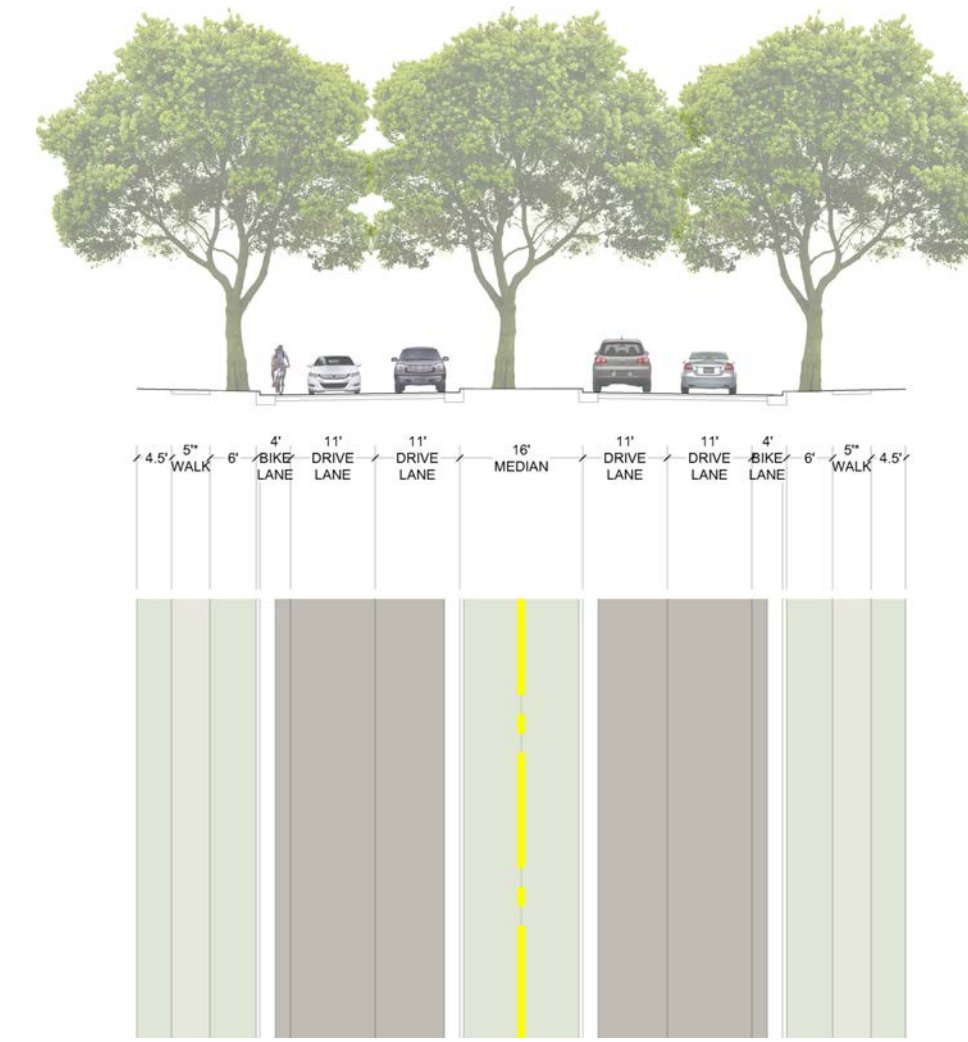 4.5'
5'*
WALK
6'
4'
BIKE
LANE
11'
DRIVE
LANE
11'
DRIVE
LANE
16'
MEDIAN
11'
DRIVE
LANE
11'
DRIVE
LANE
4'
BIKE
LANE
6'
5'*
WALK
4.5'